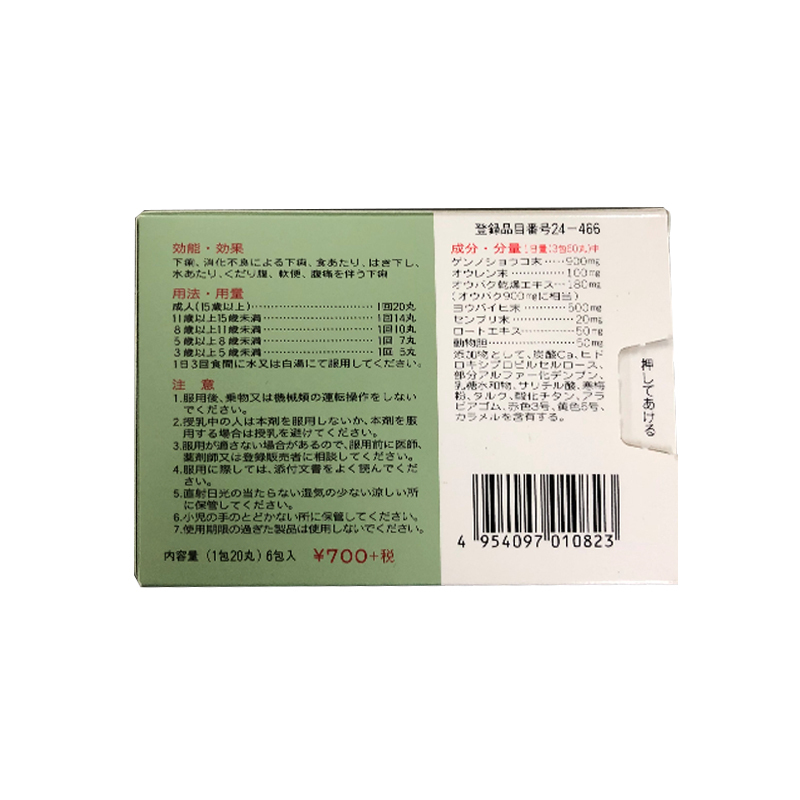 効能・効果
下痢、消化不良による下痢、食あたり、はき下し、
水あたり、くだり腹、軟便、腹痛を伴う下痢
用法・用量
成人(15歳以上)……1回20丸
11歳以上15歳未満……1回14丸
8歳以上11歳未満……1回10丸
5歳以上8歳未満……1回 7丸
3歳以上5歳未満……1回 5丸
1日3回食間に水又は白湯にて服用してください。
注 意
1.服用後、乗物又は機械類の運転操作をしない
でください。
2.授乳中の人は本剤を服用しないか、本剤を服
用する場合は授乳を避けてください。
3.服用が適さない場合があるので、服用前に医師、
薬剤師又は登録販売者に相談してください。
4.服用に際しては、添付文書をよく読んでくだ
さい。
5.直射日光の当たらない湿気の少ない涼しい所
に保管してください。
6.小児の手のとどかない所に保管してください。
7.使用期限の過ぎた製品は使用しないでください。
内容量 (1包20丸) 6包入 ¥700+税
登録品目番号24-466
成分・分量 1日量(3包60丸)中
ゲンノショウコ末……900mg
オウレン末……100mg
オウバク乾燥エキス……180mg
(オウバク900mgに相当)
ヨウバイヒ末……500mg
センブリ末……20mg
ロートエキス……50mg
動物胆……50mg
添加物として、炭酸Ca、ヒド
ロキシプロピルセルロース、
部分アルファー化デンプン、
乳糖水和物、サリチル酸、寒梅
粉、タルク、酸化チタン、アラ
ビアゴム、赤色3号、黄色5号、
カラメルを含有する。
押してあける
4 954097 010823